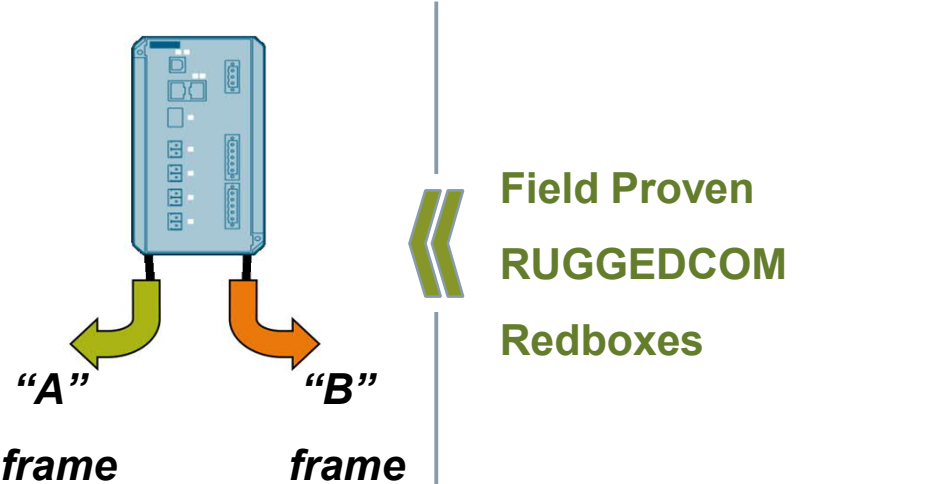 “A”
frame
“B”
frame
Field Proven
RUGGEDCOM
Redboxes